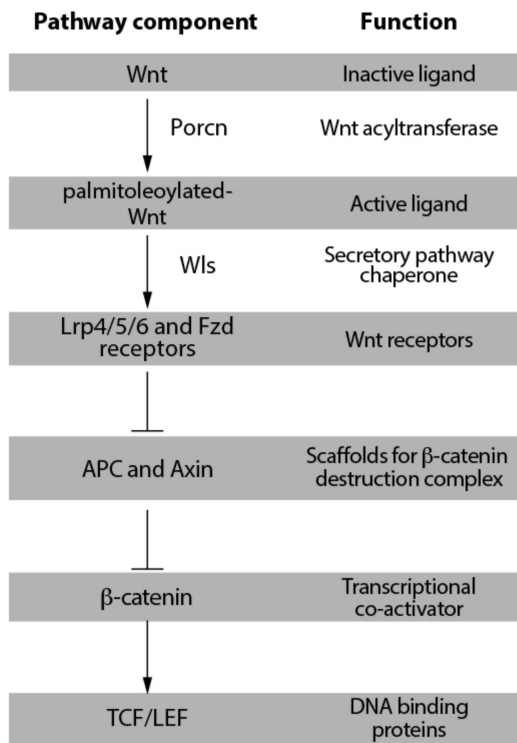 Pathway component Function
Wnt Inactive ligand
Porcn Wnt acyltransferase
palmitoleoylated-
Wnt
Active ligand
Wls
Secretory pathway
chaperone
Lrp4/5/6 and Fzd
receptors
Wnt receptors
APC and Axin
Scaffolds for β-catenin
destruction complex
β-catenin
Transcriptional
co-activator
TCF/LEF
DNA binding
proteins